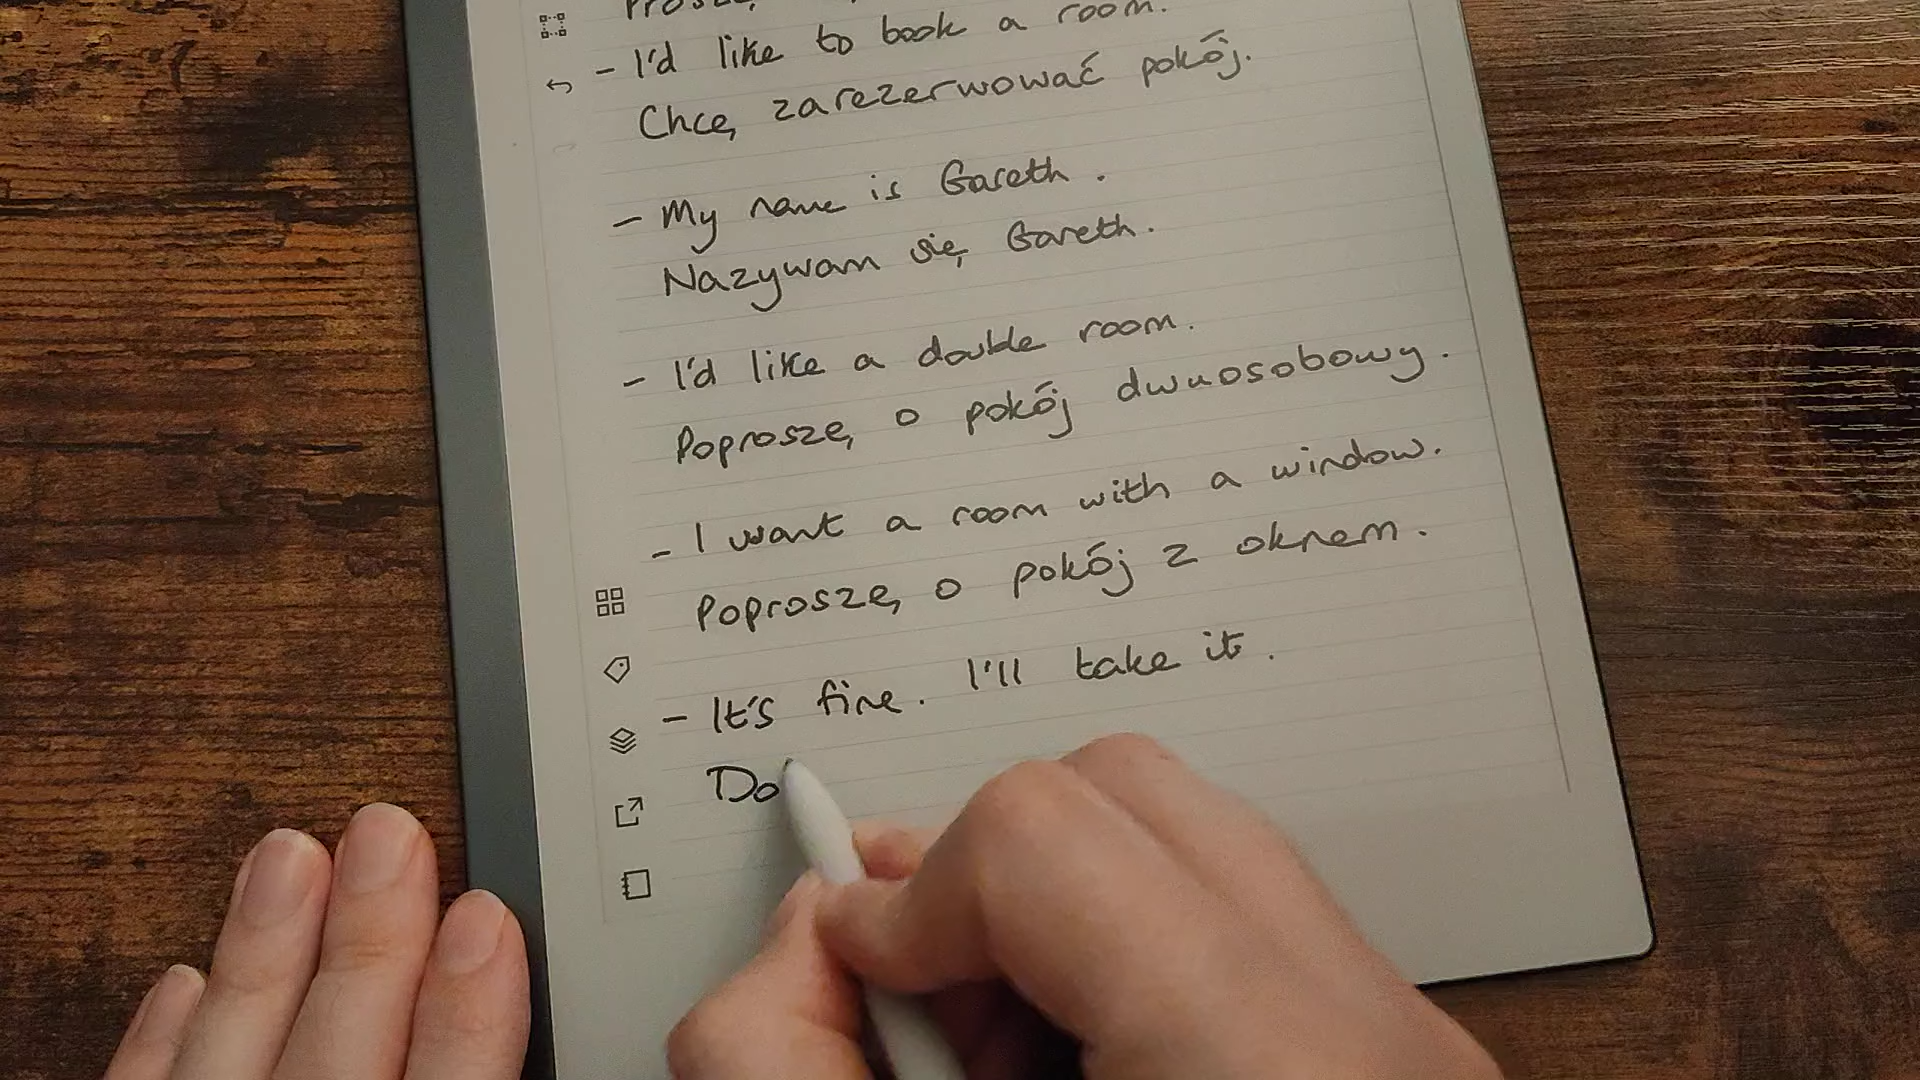 Proszę,
- I'd like to book a room.
Chcę zarezerwować pokój.
- My name is Gareth.
Nazywam się Gareth.
- I'd like a double room.
Poproszę o pokój dwuosobowy.
- I want a room with a window.
Poproszę o pokój z oknem.
- It's fine. I'll take it.
Do